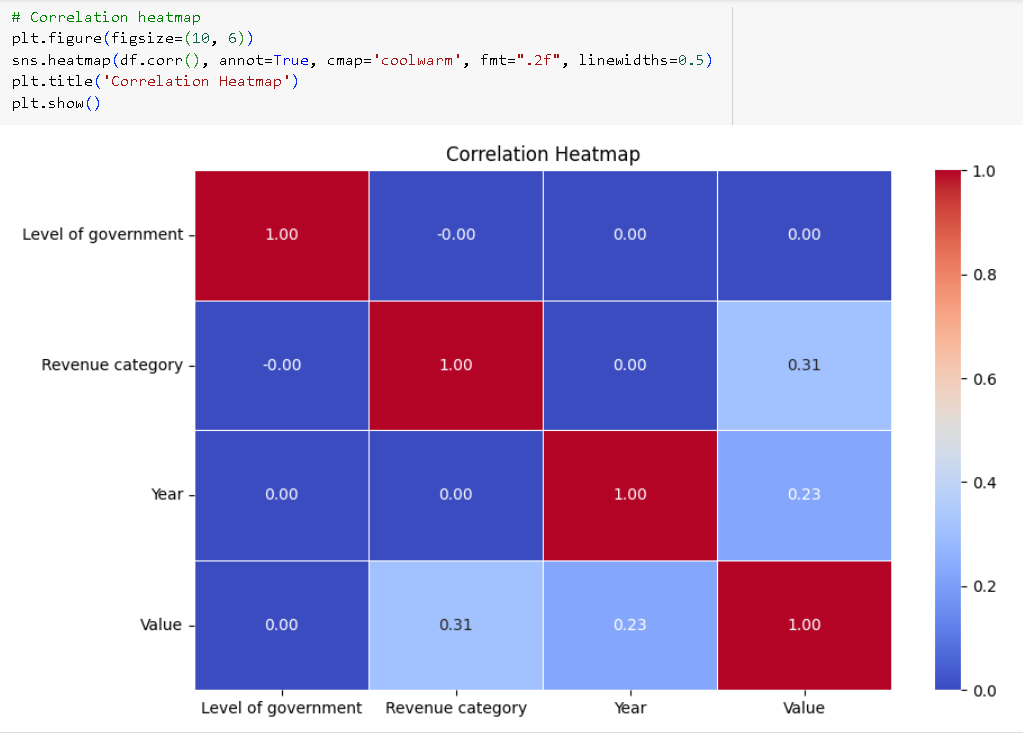 # Correlation heatmap
plt.figure(figsize=(10, 6))
sns.heatmap(df.corr(), annot=True, cmap='coolwarm', fmt=".2f", linewidths=0.5)
plt.title('Correlation Heatmap')
plt.show()
Correlation Heatmap
Level of government
1.00
-0.00
0.00
0.00
Revenue category
-0.00
1.00
0.00
0.31
Year
0.00
0.00
1.00
0.23
Value
0.00
0.31
0.23
1.00
Level of government
Revenue category
Year
Value
1.0
0.8
0.6
0.4
0.2
0.0